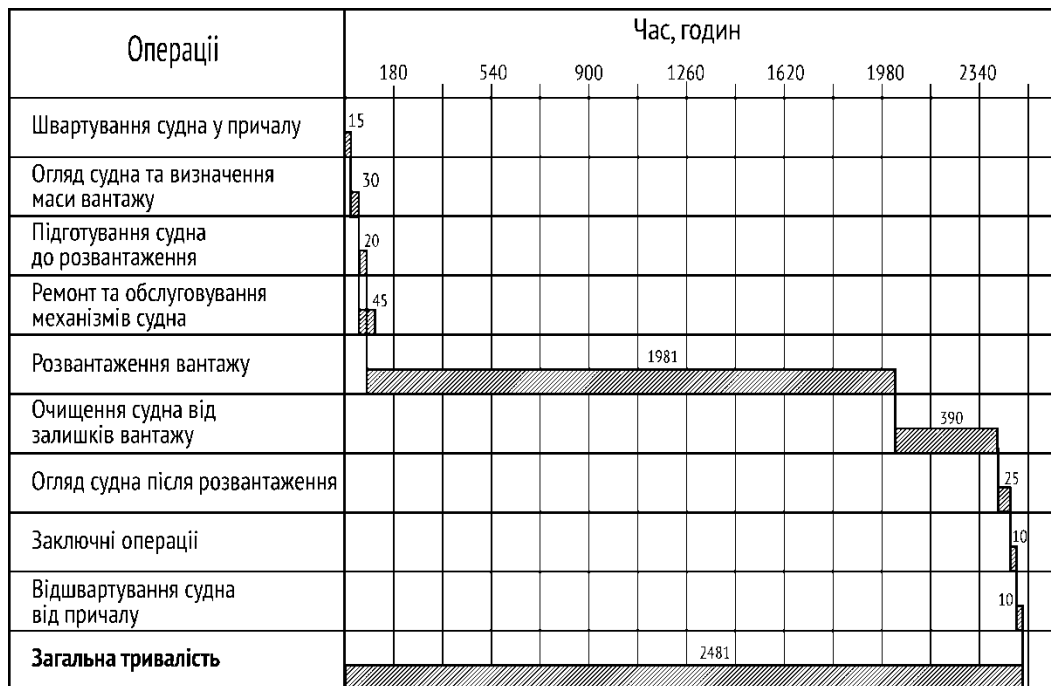 Операції
Час, годин
180 540 900 1260 1620 1980 2340
Швартування судна у причалу
15
Огляд судна та визначення
маси вантажу
30
Підготування судна
до розвантаження
20
Ремонт та обслуговування
механізмів судна
45
Розвантаження вантажу
1981
Очищення судна від
залишків вантажу
390
Огляд судна після розвантаження
25
Заключні операції
10
Відшвартування судна
від причалу
10
Загальна тривалість
2481